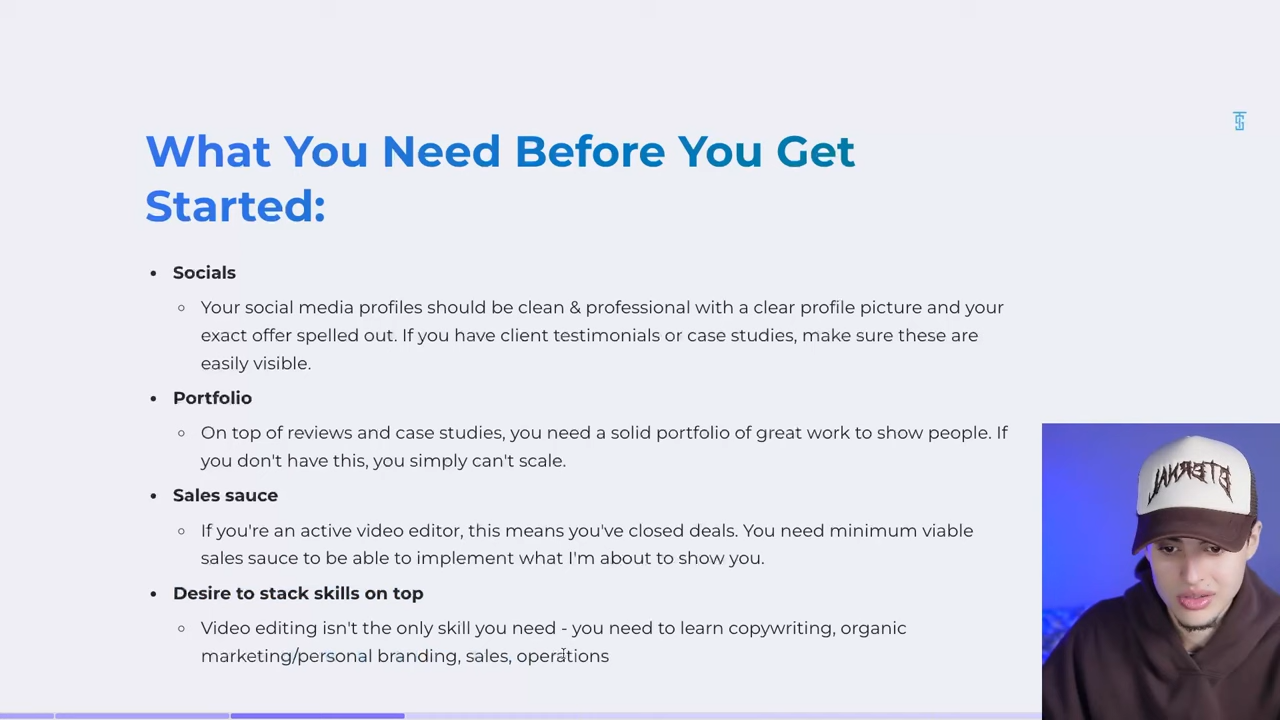 What You Need Before You Get
Started:
• Socials
○ Your social media profiles should be clean & professional with a clear profile picture and your
exact offer spelled out. If you have client testimonials or case studies, make sure these are
easily visible.
• Portfolio
○ On top of reviews and case studies, you need a solid portfolio of great work to show people. If
you don't have this, you simply can't scale.
• Sales sauce
○ If you're an active video editor, this means you've closed deals. You need minimum viable
sales sauce to be able to implement what I'm about to show you.
• Desire to stack skills on top
○ Video editing isn't the only skill you need - you need to learn copywriting, organic
marketing/personal branding, sales, operations
ETERNAL